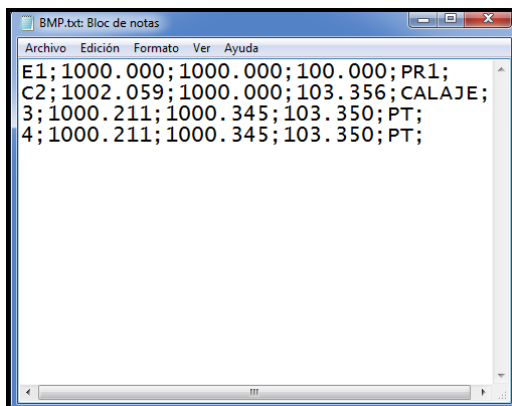 BMP.txt: Bloc de notas
Archivo Edición Formato Ver Ayuda
E1;1000.000;1000.000;100.000;PR1;
C2;1002.059;1000.000;103.356;CALAJE;
3;1000.211;1000.345;103.350;PT;
4;1000.211;1000.345;103.350;PT;